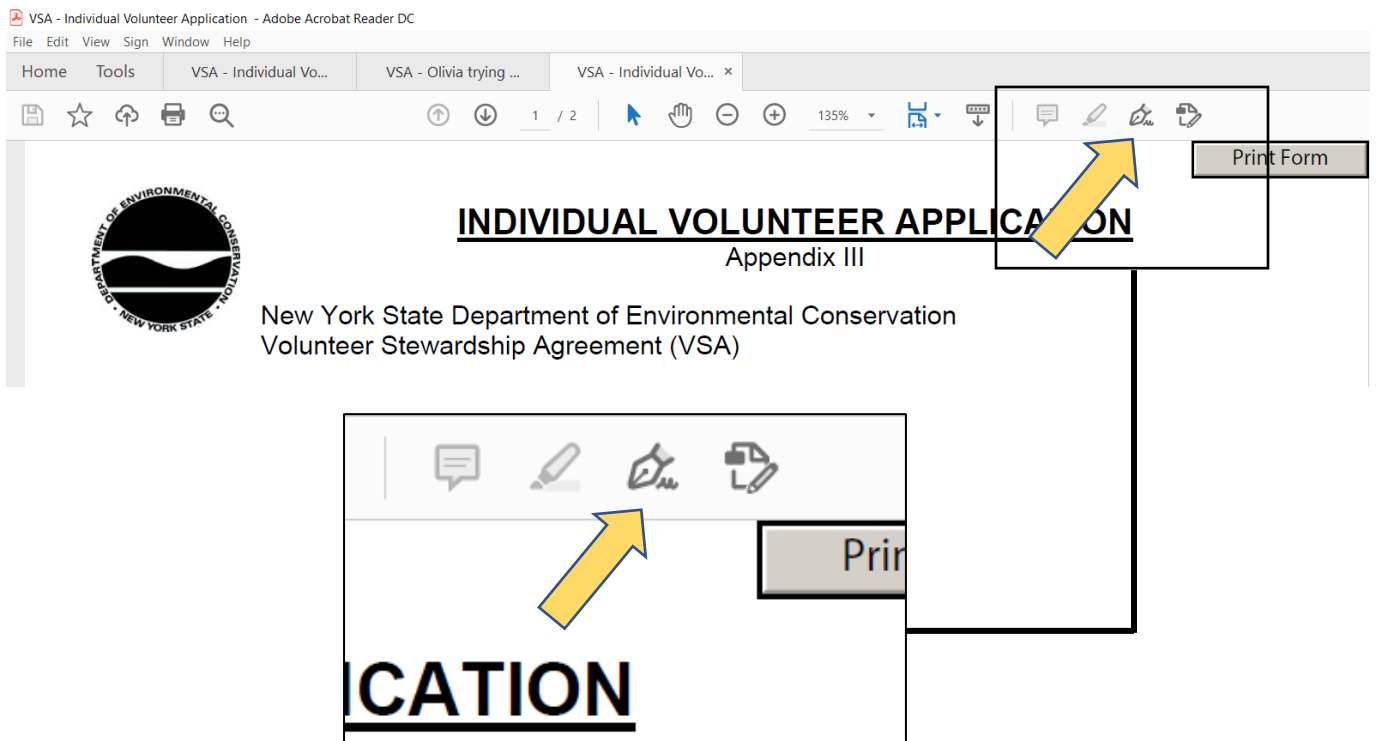 VSA - Individual Volunteer Application - Adobe Acrobat Reader DC
File Edit View Sign Window Help
Home Tools VSA - Individual Vo... VSA - Olivia trying ... VSA - Individual Vo... ×
1 / 2 135%
Print Form
DEPARTMENT OF ENVIRONMENTAL CONSERVATION
NEW YORK STATE
INDIVIDUAL VOLUNTEER APPLICATION
Appendix III
New York State Department of Environmental Conservation
Volunteer Stewardship Agreement (VSA)
Prin
ICATION